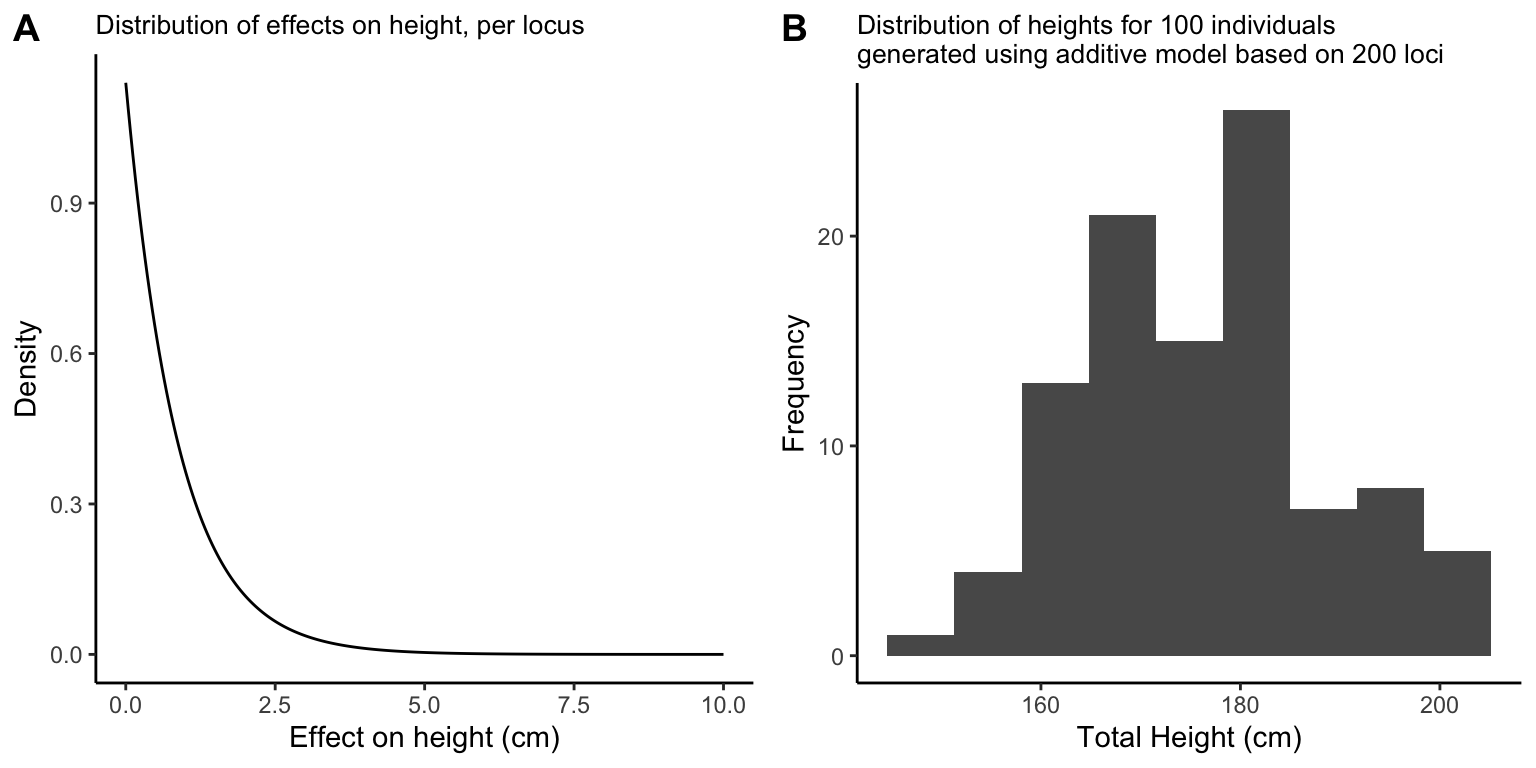 A
Distribution of effects on height, per locus
Density
0.9
0.6
0.3
0.0
0.0 2.5 5.0 7.5 10.0
Effect on height (cm)
B
Distribution of heights for 100 individuals
generated using additive model based on 200 loci
Frequency
20
10
0
160 180 200
Total Height (cm)